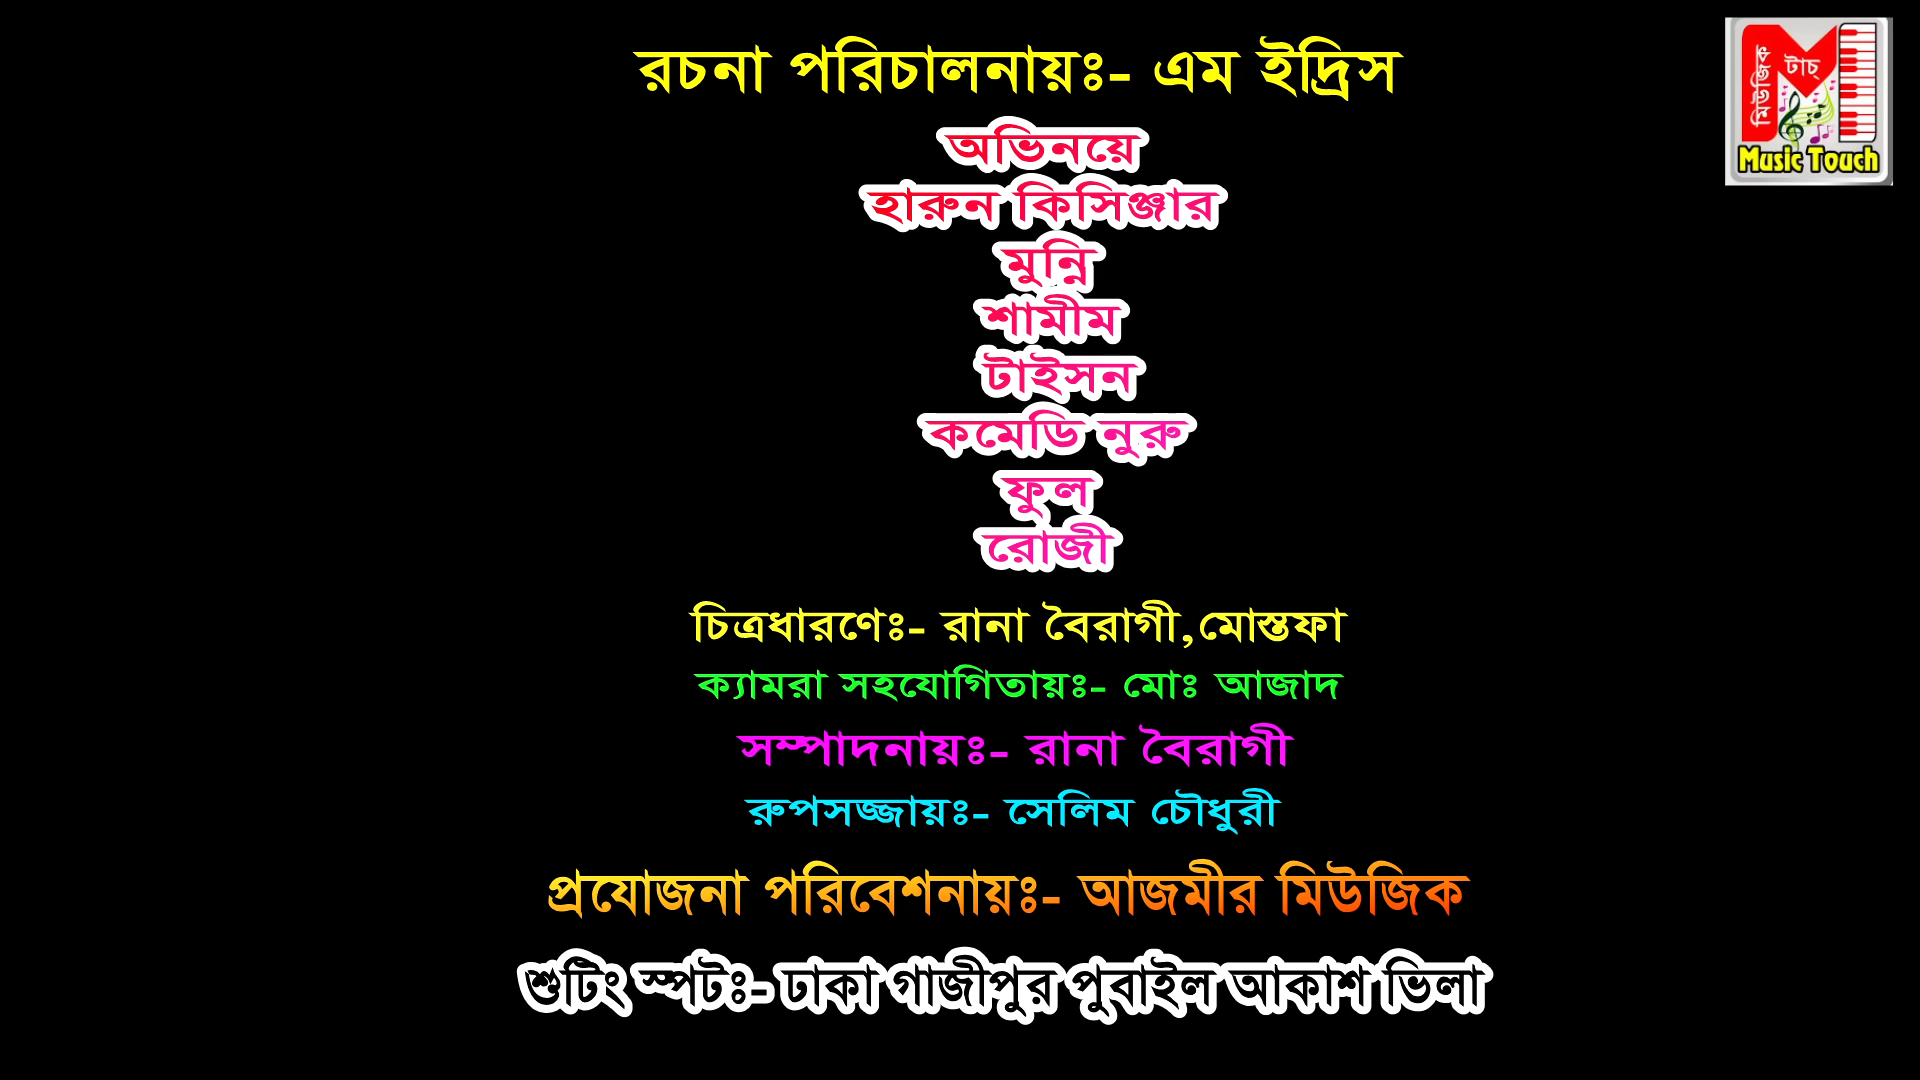 রচনা পরিচালনায়ঃ- এম ইদ্রিস
অভিনয়ে
হারুন কিসিঞ্জার
মুন্নি
শামীম
টাইসন
কমেডি নুরু
ফুল
রোজী
চিত্রধারণেঃ- রানা বৈরাগী,মোস্তফা
ক্যামরা সহযোগিতায়ঃ- মোঃ আজাদ
সম্পাদনায়ঃ- রানা বৈরাগী
রুপসজ্জায়ঃ- সেলিম চৌধুরী
প্রযোজনা পরিবেশনায়ঃ- আজমীর মিউজিক
শুটিং স্পটঃ- ঢাকা গাজীপুর পুবাইল আকাশ ভিলা
মিউজিক
টাচ্
Music Touch